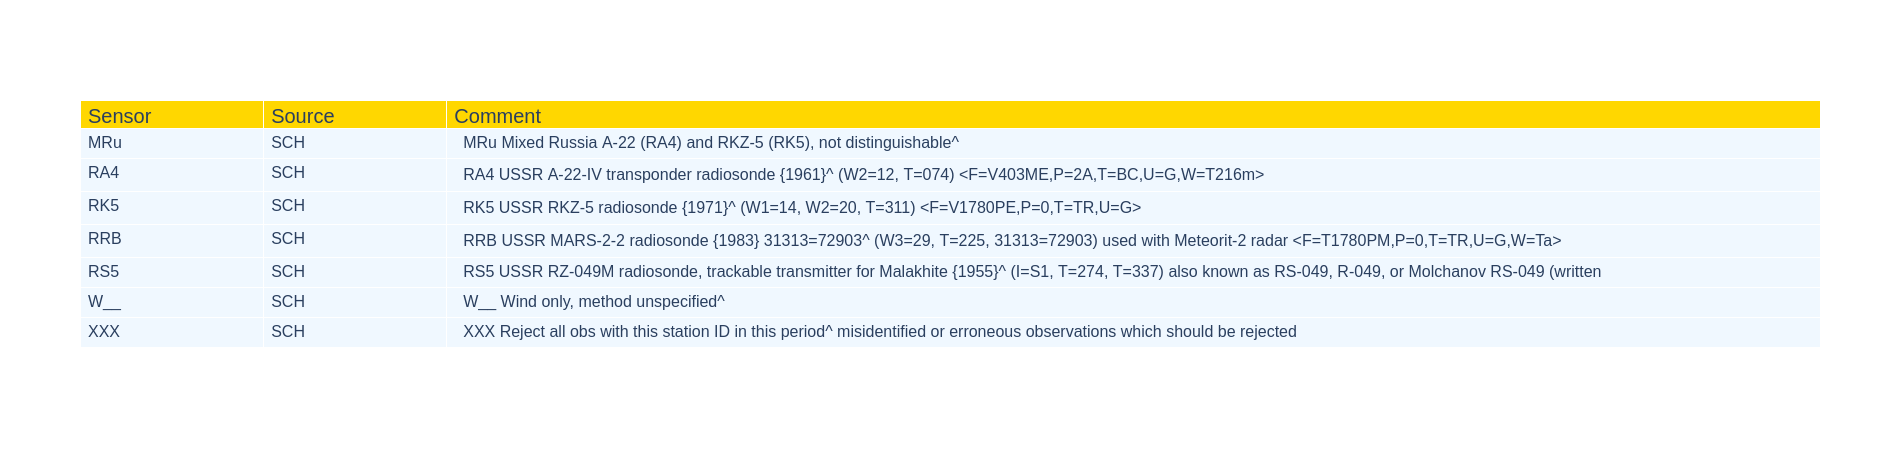 Sensor Source Comment
MRu SCH MRu Mixed Russia A-22 (RA4) and RKZ-5 (RK5), not distinguishable^
RA4 SCH RA4 USSR A-22-IV transponder radiosonde {1961}^ (W2=12, T=074) <F=V403ME,P=2A,T=BC,U=G,W=T216m>
RK5 SCH RK5 USSR RKZ-5 radiosonde {1971}^ (W1=14, W2=20, T=311) <F=V1780PE,P=0,T=TR,U=G>
RRB SCH RRB USSR MARS-2-2 radiosonde {1983} 31313=72903^ (W3=29, T=225, 31313=72903) used with Meteorit-2 radar <F=T1780PM,P=0,T=TR,U=G,W=Ta>
RS5 SCH RS5 USSR RZ-049M radiosonde, trackable transmitter for Malakhite {1955}^ (I=S1, T=274, T=337) also known as RS-049, R-049, or Molchanov RS-049 (written
W__ SCH W__ Wind only, method unspecified^
XXX SCH XXX Reject all obs with this station ID in this period^ misidentified or erroneous observations which should be rejected